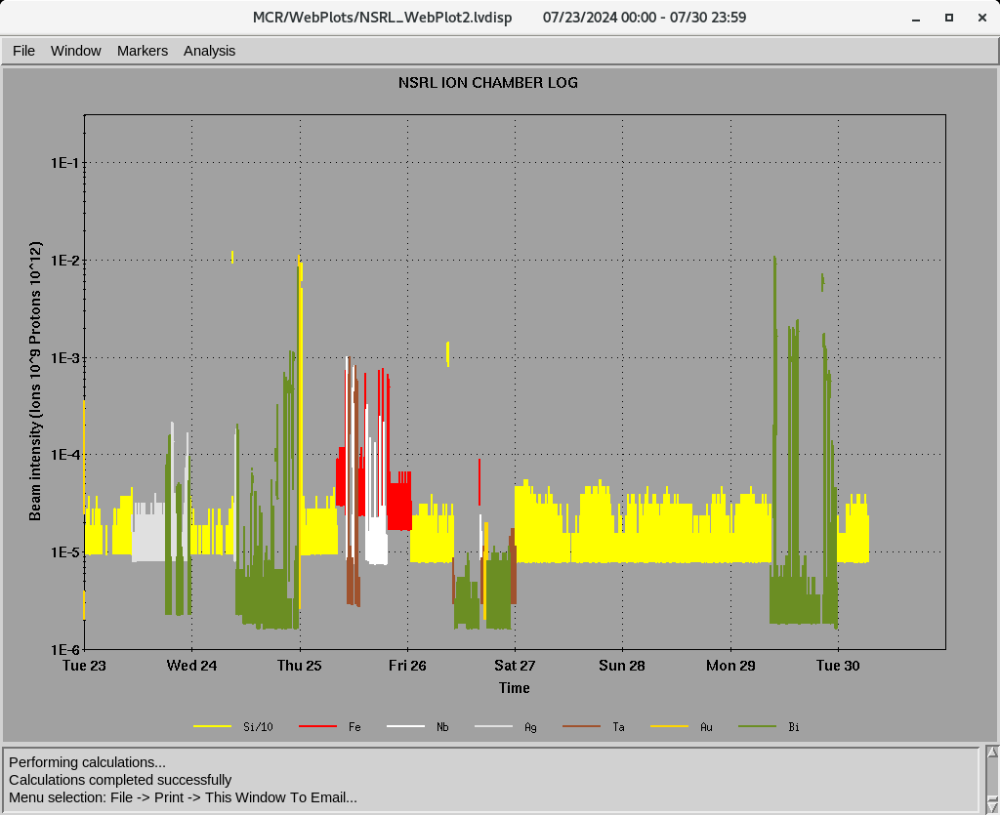 MCR/WebPlots/NSRL_WebPlot2.lvdisp 07/23/2024 00:00 - 07/30 23:59
File Window Markers Analysis
NSRL ION CHAMBER LOG
Beam intensity (Ions 10^9 Protons 10^12)
1E-1
1E-2
1E-3
1E-4
1E-5
1E-6
Tue 23 Wed 24 Thu 25 Fri 26 Sat 27 Sun 28 Mon 29 Tue 30
Time
Si/10 Fe Nb Ag Ta Au Bi
Performing calculations...
Calculations completed successfully
Menu selection: File -> Print -> This Window To Email...